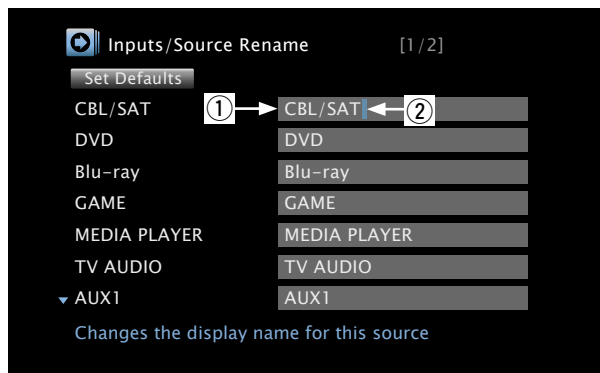 Inputs/Source Rename [1/2]
Set Defaults
CBL/SAT ① CBL/SAT ②
DVD DVD
Blu-ray Blu-ray
GAME GAME
MEDIA PLAYER MEDIA PLAYER
TV AUDIO TV AUDIO
AUX1 AUX1
Changes the display name for this source